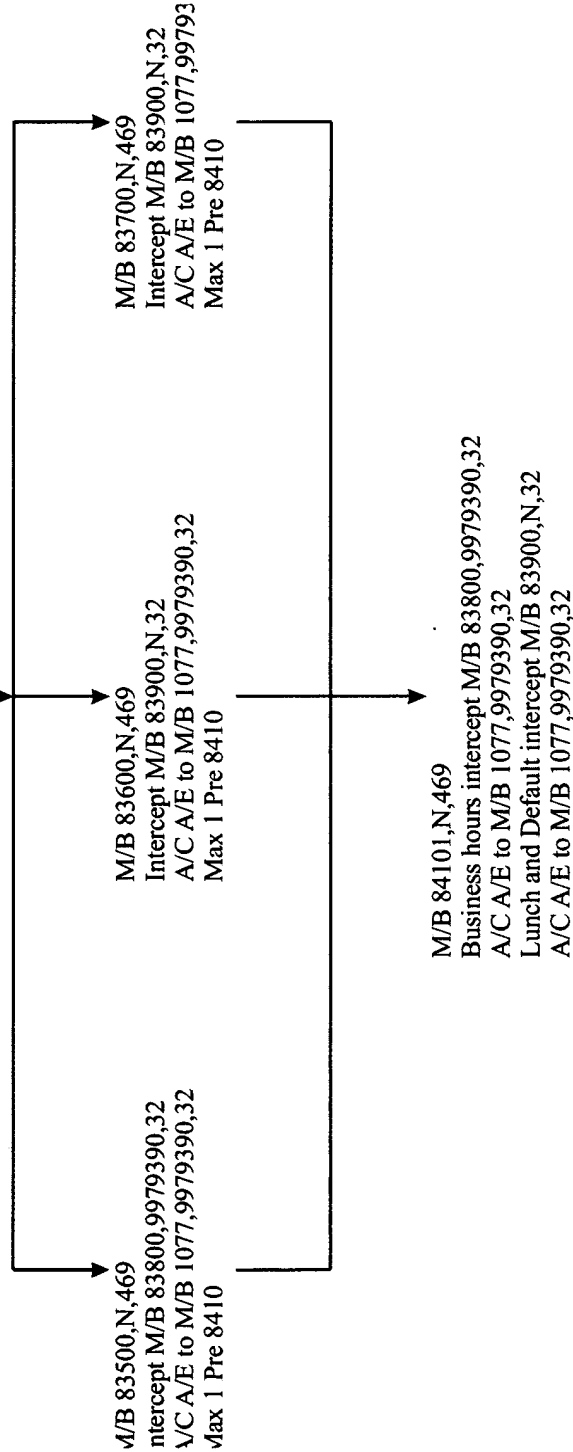 M/B 83500,N,469
ntercept M/B 83800,9979390,32
A/C A/E to M/B 1077,9979390,32
Max 1 Pre 8410
M/B 83600,N,469
Intercept M/B 83900,N,32
A/C A/E to M/B 1077,9979390,32
Max 1 Pre 8410
M/B 83700,N,469
Intercept M/B 83900,N,32
A/C A/E to M/B 1077,99793
Max 1 Pre 8410
M/B 84101,N,469
Business hours intercept M/B 83800,9979390,32
A/C A/E to M/B 1077,9979390,32
Lunch and Default intercept M/B 83900,N,32
A/C A/E to M/B 1077,9979390,32